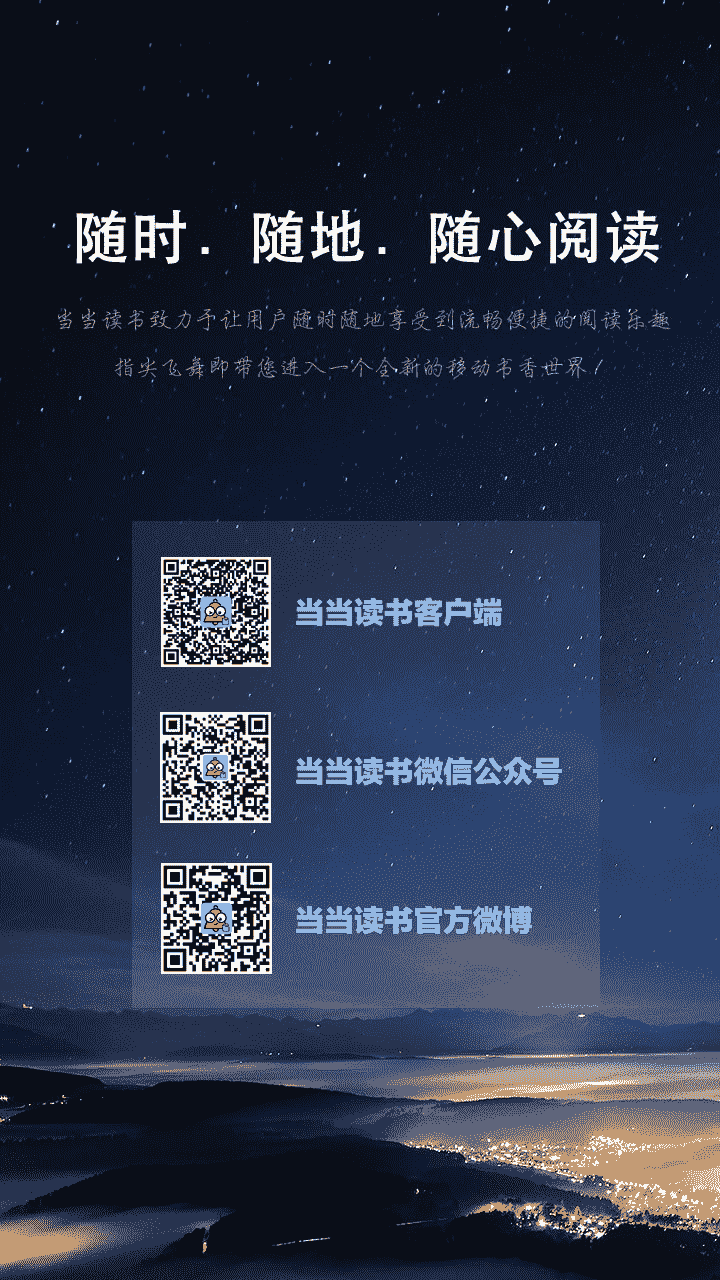 随时．随地．随心阅读
当当读书致力于让用户随时随地享受到流畅便捷的阅读乐趣
指尖飞舞即带您进入一个全新的移动书香世界！
当当读书客户端
当当读书微信公众号
当当读书官方微博